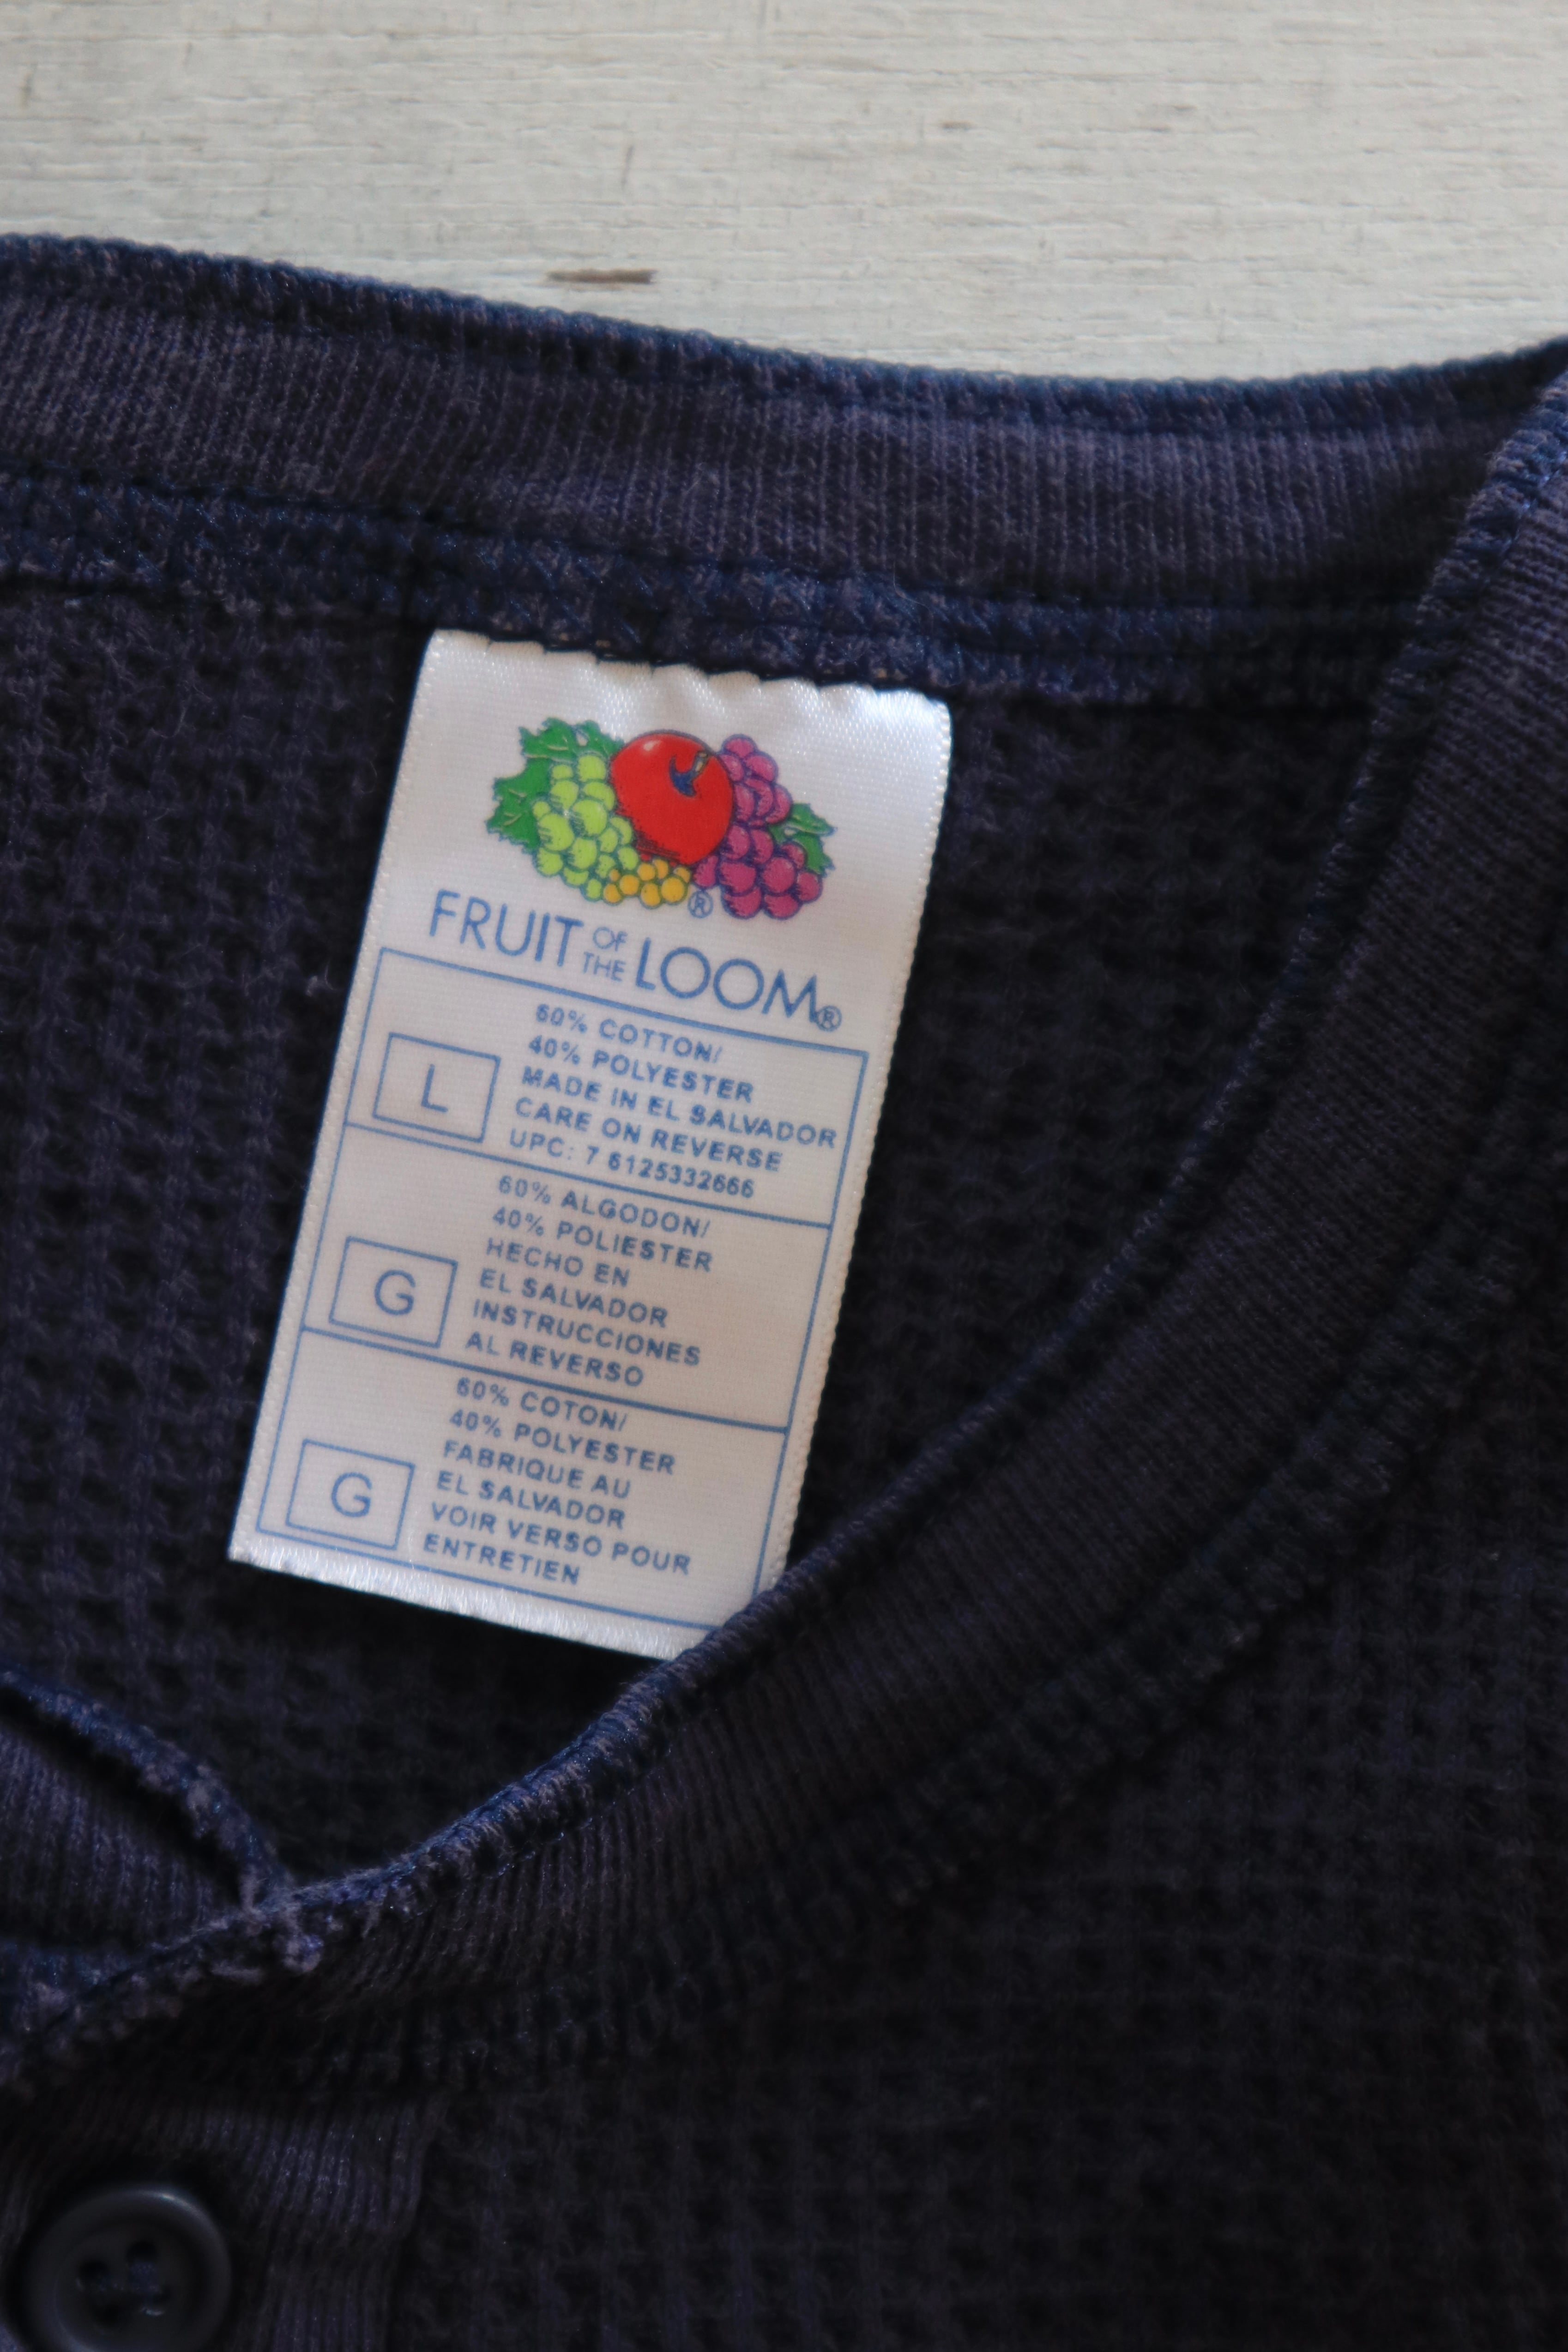 ®
FRUIT OF THE LOOM®
L
60% COTTON/
40% POLYESTER
MADE IN EL SALVADOR
CARE ON REVERSE
UPC: 7 6125332666
G
60% ALGODON/
40% POLIESTER
HECHO EN
EL SALVADOR
INSTRUCCIONES
AL REVERSO
G
60% COTON/
40% POLYESTER
FABRIQUE AU
EL SALVADOR
VOIR VERSO POUR
ENTRETIEN